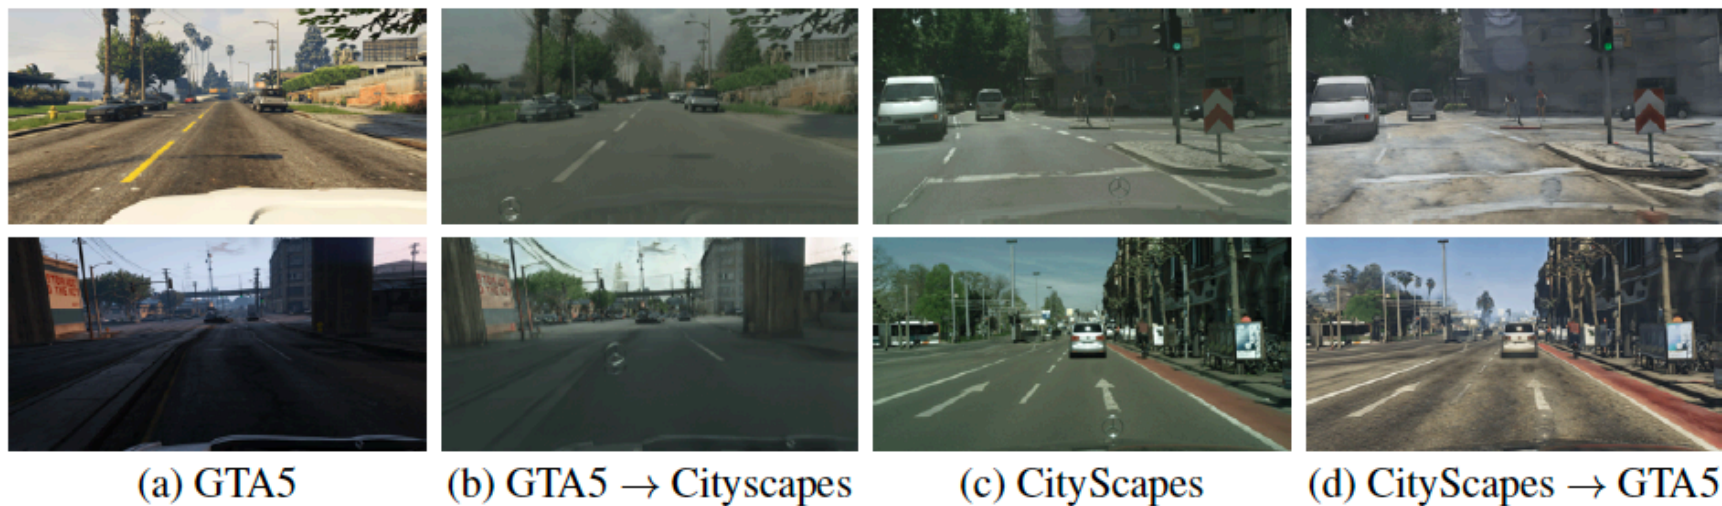 (a) GTA5
(b) GTA5 → Cityscapes
(c) CityScapes
(d) CityScapes → GTA5